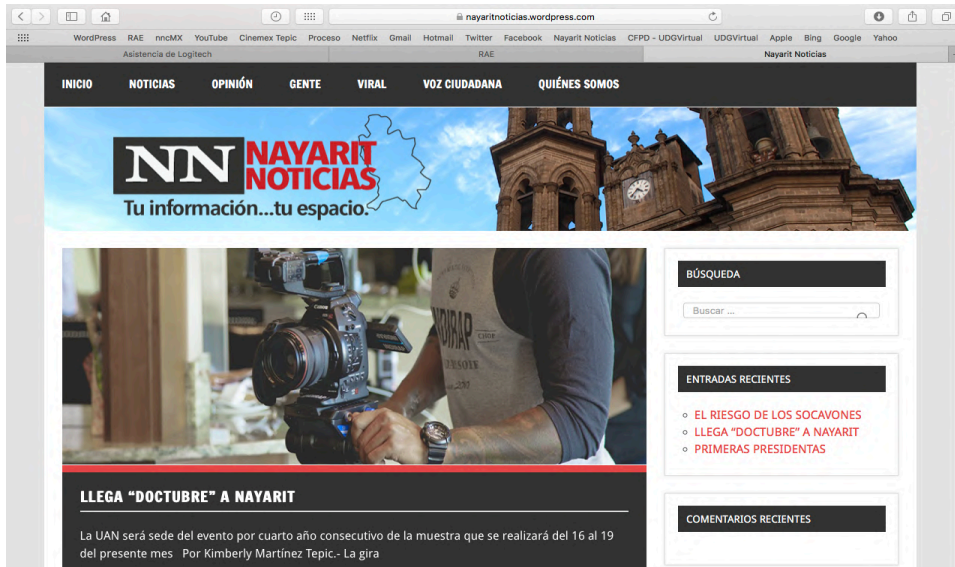 nayaritnoticias.wordpress.com
WordPress RAE nncMX YouTube Cinemex Tepic Proceso Netflix Gmail Hotmail Twitter Facebook Nayarit Noticias CFPD - UDGVirtual UDGVirtual Apple Bing Google Yahoo
Asistencia de Logitech RAE Nayarit Noticias
INICIO NOTICIAS OPINIÓN GENTE VIRAL VOZ CIUDADANA QUIÉNES SOMOS
NN NAYARIT
NOTICIAS
Tu información...tu espacio.
BÚSQUEDA
Buscar ...
ENTRADAS RECIENTES
EL RIESGO DE LOS SOCAVONES
LLEGA “DOCTUBRE” A NAYARIT
PRIMERAS PRESIDENTAS
COMENTARIOS RECIENTES
LLEGA “DOCTUBRE” A NAYARIT
La UAN será sede del evento por cuarto año consecutivo de la muestra que se realizará del 16 al 19
del presente mes Por Kimberly Martínez Tepic.- La gira